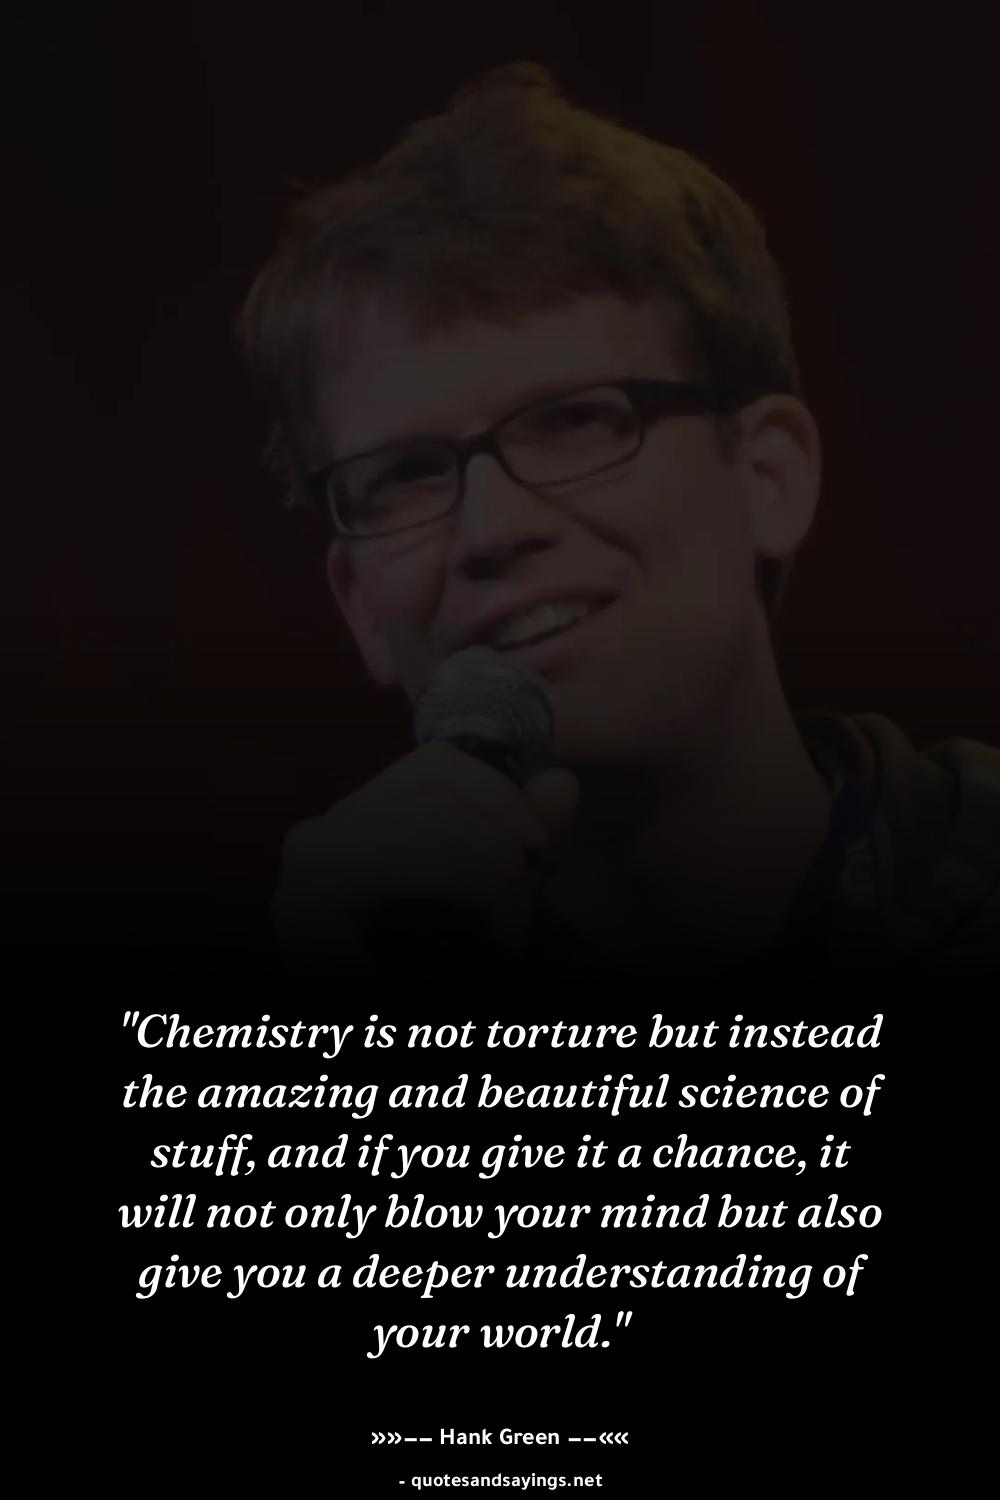 "Chemistry is not torture but instead
the amazing and beautiful science of
stuff, and if you give it a chance, it
will not only blow your mind but also
give you a deeper understanding of
your world."
»»–– Hank Green ––««
- quotesandsayings.net